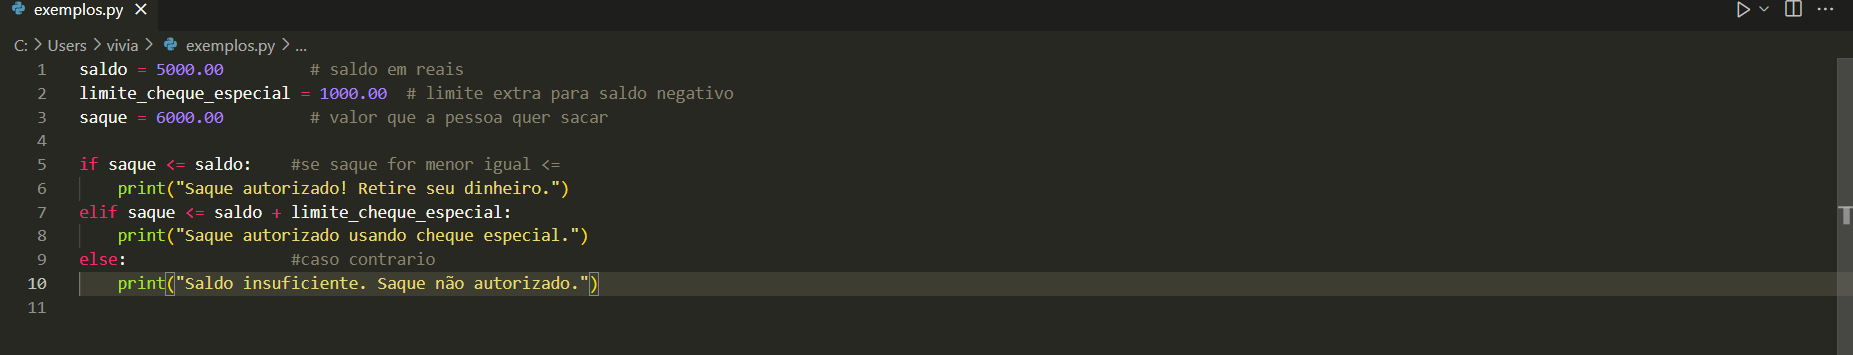 exemplos.py
C: > Users > vivia > exemplos.py > ...
1 saldo = 5000.00 # saldo em reais
2 limite_cheque_especial = 1000.00 # limite extra para saldo negativo
3 saque = 6000.00 # valor que a pessoa quer sacar
4
5 if saque <= saldo: #se saque for menor igual <=
6 print("Saque autorizado! Retire seu dinheiro.")
7 elif saque <= saldo + limite_cheque_especial:
8 print("Saque autorizado usando cheque especial.")
9 else: #caso contrario
10 print("Saldo insuficiente. Saque não autorizado.")
11